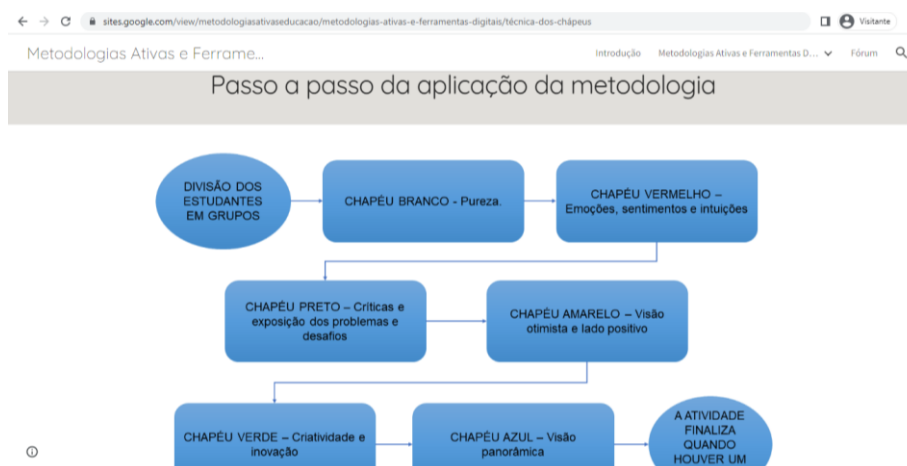 sites.google.com/view/metodologiasativaseducacao/metodologias-ativas-e-ferramentas-digitais/técnica-dos-chápeus
Visitante
Metodologias Ativas e Ferrame...
Introdução
Metodologias Ativas e Ferramentas D...
Fórum
Passo a passo da aplicação da metodologia
DIVISÃO DOS
ESTUDANTES
EM GRUPOS
CHAPÉU BRANCO - Pureza.
CHAPÉU VERMELHO –
Emoções, sentimentos e intuições
CHAPÉU PRETO – Críticas e
exposição dos problemas e
desafios
CHAPÉU AMARELO – Visão
otimista e lado positivo
CHAPÉU VERDE – Criatividade e
inovação
CHAPÉU AZUL – Visão
panorâmica
A ATIVIDADE
FINALIZA
QUANDO
HOUVER UM